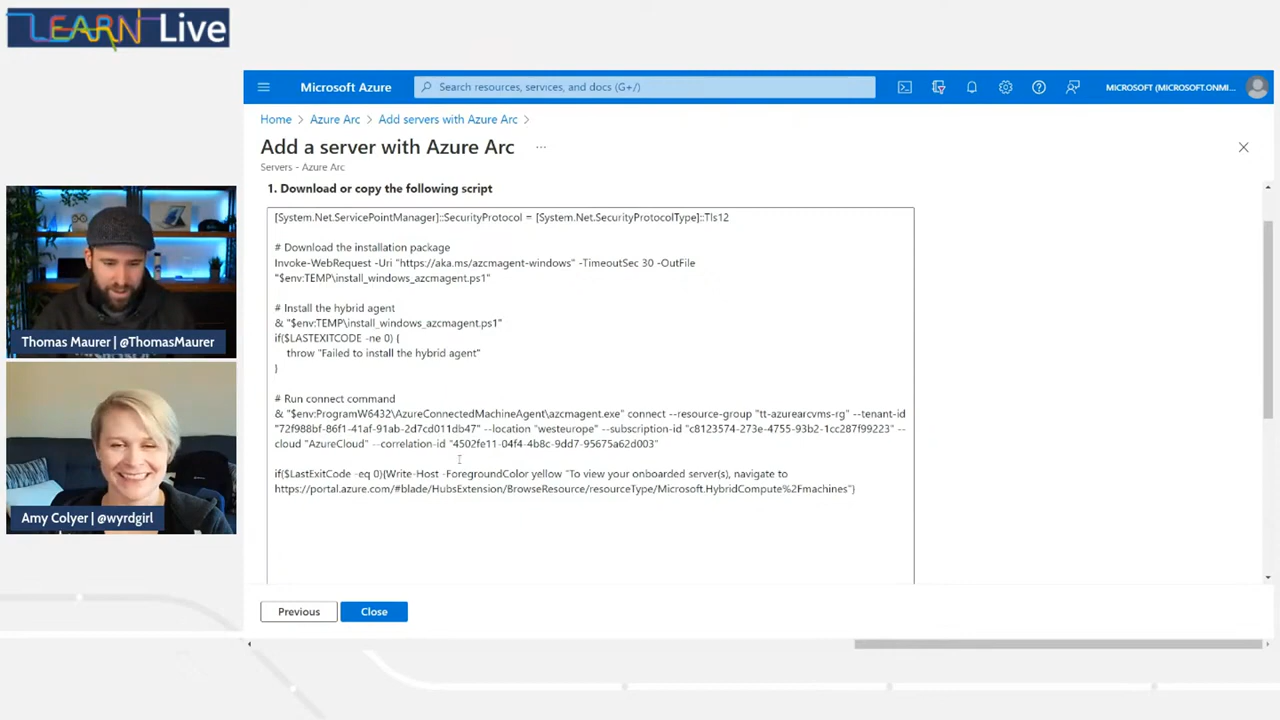 LEARN Live
Microsoft Azure
Search resources, services, and docs (G+/)
MICROSOFT (MICROSOFT.ONMI...
Home > Azure Arc > Add servers with Azure Arc >
Add a server with Azure Arc ...
Servers - Azure Arc
1. Download or copy the following script
[System.Net.ServicePointManager]::SecurityProtocol = [System.Net.SecurityProtocolType]::Tls12
# Download the installation package
Invoke-WebRequest -Uri "https://aka.ms/azcmagent-windows" -TimeoutSec 30 -OutFile
"$env:TEMP\install_windows_azcmagent.ps1"
# Install the hybrid agent
& "$env:TEMP\install_windows_azcmagent.ps1"
if($LASTEXITCODE -ne 0) {
throw "Failed to install the hybrid agent"
}
# Run connect command
& "$env:ProgramW6432\AzureConnectedMachineAgent\azcmagent.exe" connect --resource-group "tt-azurearcvms-rg" --tenant-id
"72f988bf-86f1-41af-91ab-2d7cd011db47" --location "westeurope" --subscription-id "c8123574-273e-4755-93b2-1cc287f99223" --
cloud "AzureCloud" --correlation-id "4502fe11-04f4-4b8c-9dd7-95675a62d003"
if($LastExitCode -eq 0){Write-Host -ForegroundColor yellow "To view your onboarded server(s), navigate to
https://portal.azure.com/#blade/HubsExtension/BrowseResource/resourceType/Microsoft.HybridCompute%2Fmachines"}
Previous
Close
Thomas Maurer | @ThomasMaurer
Amy Colyer | @wyrdgirl